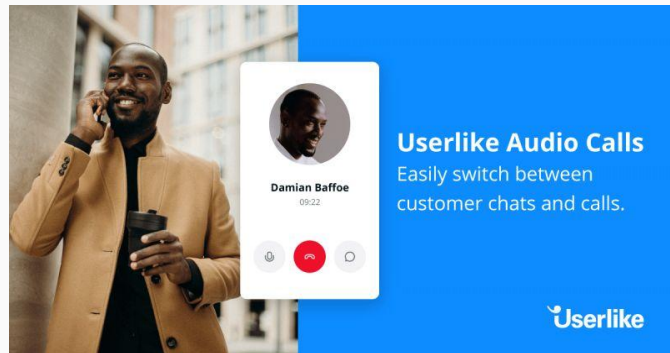 Damian Baffoe
09:22
Userlike Audio Calls
Easily switch between
customer chats and calls.
Userlike